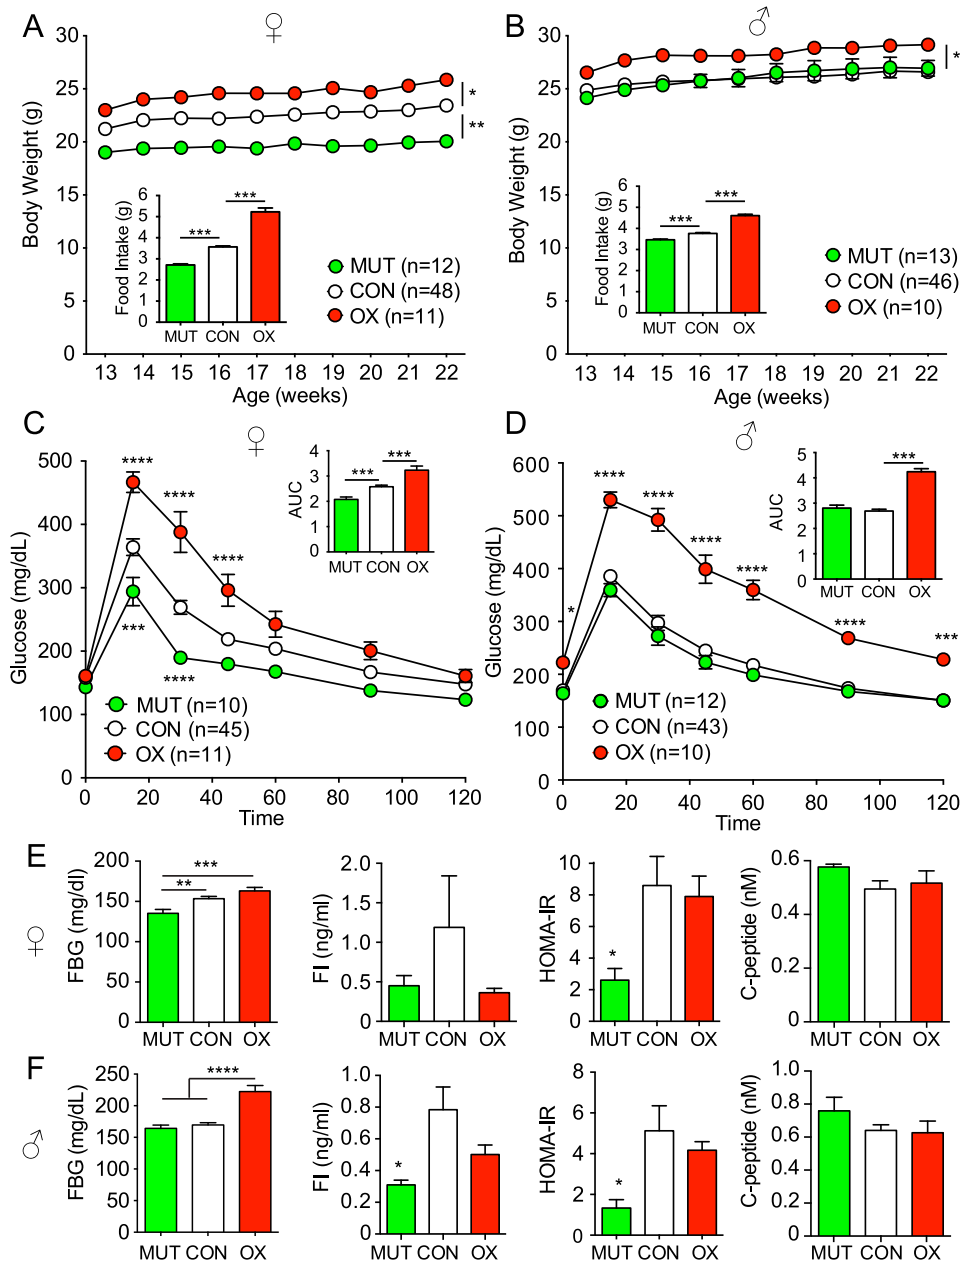 A ♀
Body Weight (g)
30
25
20
15
10
5
0
*
**
Food Intake (g)
6
5
4
3
2
1
0
***
***
MUT CON OX
MUT (n=12)
CON (n=48)
OX (n=11)
13 14 15 16 17 18 19 20 21 22
Age (weeks)
B ♂
Body Weight (g)
30
25
20
15
10
5
0
*
Food Intake (g)
6
5
4
3
2
1
0
***
***
MUT CON OX
MUT (n=13)
CON (n=46)
OX (n=10)
13 14 15 16 17 18 19 20 21 22
Age (weeks)
C ♀
Glucose (mg/dL)
500
400
300
200
100
0
****
****
****
***
****
AUC
4
3
2
1
0
***
***
MUT CON OX
MUT (n=10)
CON (n=45)
OX (n=11)
0 20 40 60 80 100 120
Time
D ♂
Glucose (mg/dL)
600
500
400
300
200
100
0
*
****
****
****
****
****
***
AUC
5
4
3
2
1
0
***
MUT CON OX
MUT (n=12)
CON (n=43)
OX (n=10)
0 20 40 60 80 100 120
Time
E
♀
FBG (mg/dl)
200
150
100
50
0
***
**
MUT CON OX
FI (ng/ml)
2.0
1.5
1.0
0.5
0
MUT CON OX
HOMA-IR
10
8
6
4
2
0
*
MUT CON OX
C-peptide (nM)
0.6
0.4
0.2
0
MUT CON OX
F
♂
FBG (mg/dL)
250
200
150
100
50
0
****
MUT CON OX
FI (ng/ml)
1.0
0.8
0.6
0.4
0.2
0
*
MUT CON OX
HOMA-IR
8
6
4
2
0
*
MUT CON OX
C-peptide (nM)
1.0
0.8
0.6
0.4
0.2
0
MUT CON OX